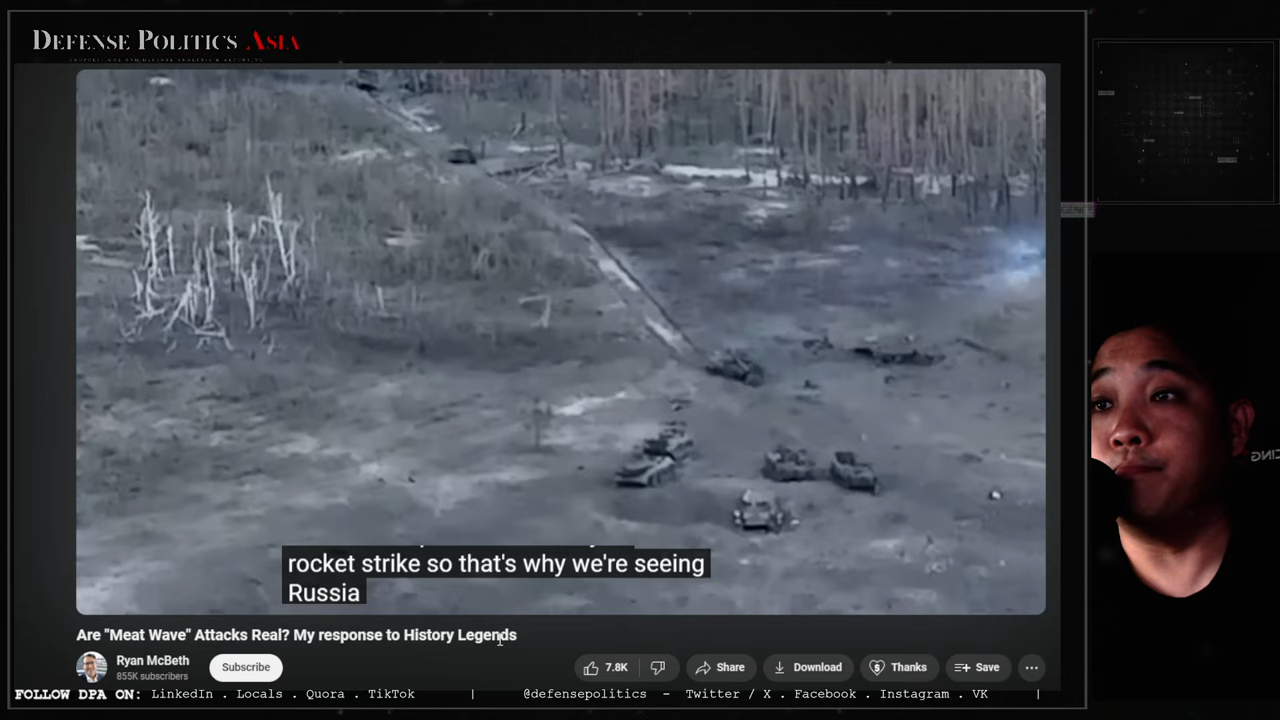 DEFENSE POLITICS ASIA
rocket strike so that's why we're seeing
Russia
Are "Meat Wave" Attacks Real? My response to History Legends
Ryan McBeth
855K subscribers
Subscribe
7.8K
Share
Download
Thanks
Save
FOLLOW DPA ON: LinkedIn . Locals . Quora . TikTok | @defensepolitics - Twitter / X . Facebook . Instagram . VK |